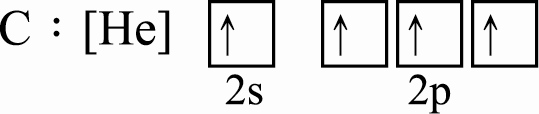 C : [He] ↑ ↑ ↑ ↑
2s 2p